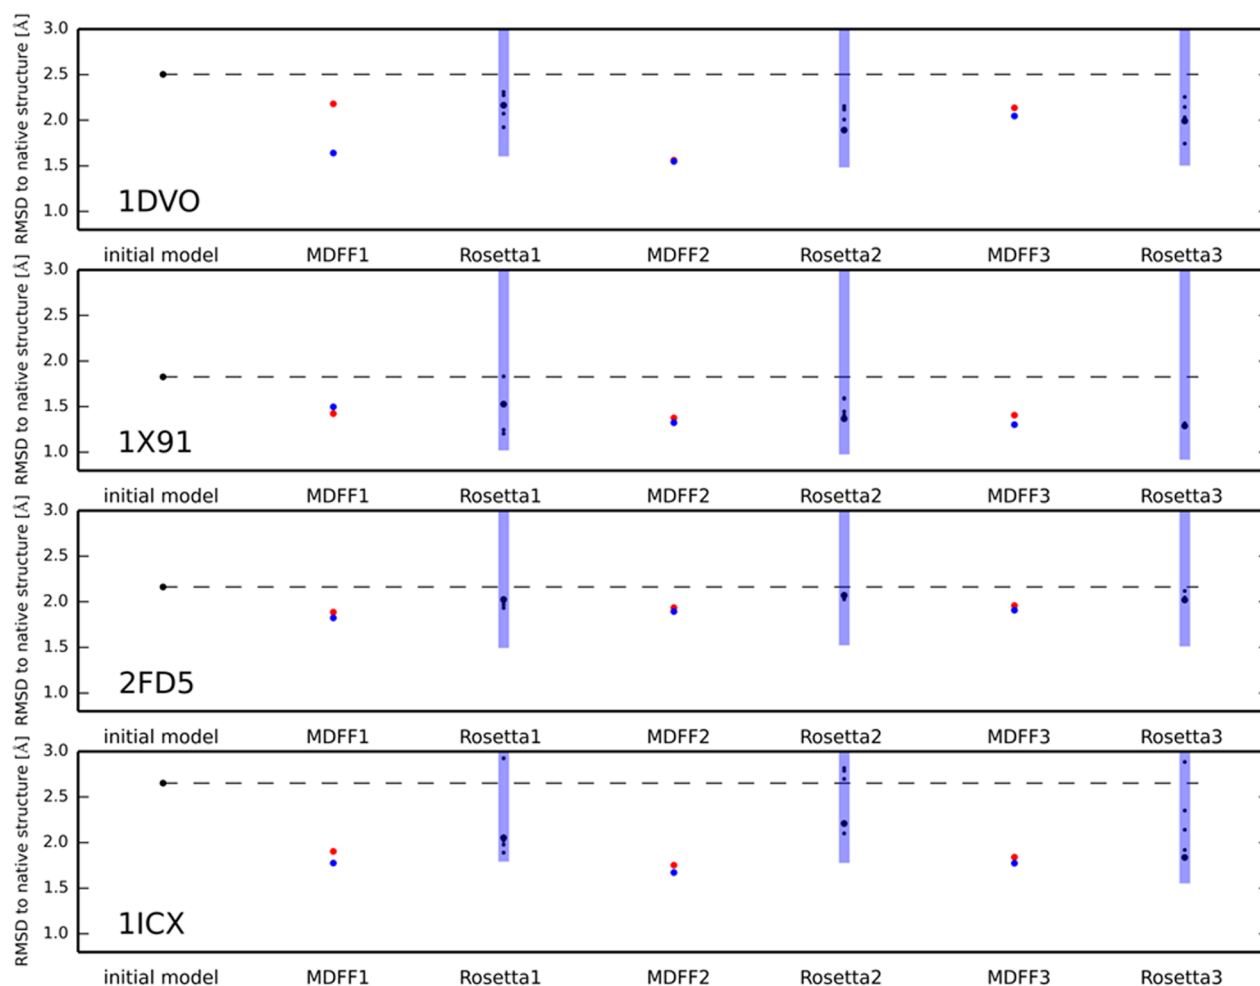 RMSD to native structure [Å]
3.0
2.5
2.0
1.5
1.0
1DVO
initial model MDFF1 Rosetta1 MDFF2 Rosetta2 MDFF3 Rosetta3
RMSD to native structure [Å]
3.0
2.5
2.0
1.5
1.0
1X91
initial model MDFF1 Rosetta1 MDFF2 Rosetta2 MDFF3 Rosetta3
RMSD to native structure [Å]
3.0
2.5
2.0
1.5
1.0
2FD5
initial model MDFF1 Rosetta1 MDFF2 Rosetta2 MDFF3 Rosetta3
RMSD to native structure [Å]
3.0
2.5
2.0
1.5
1.0
1ICX
initial model MDFF1 Rosetta1 MDFF2 Rosetta2 MDFF3 Rosetta3